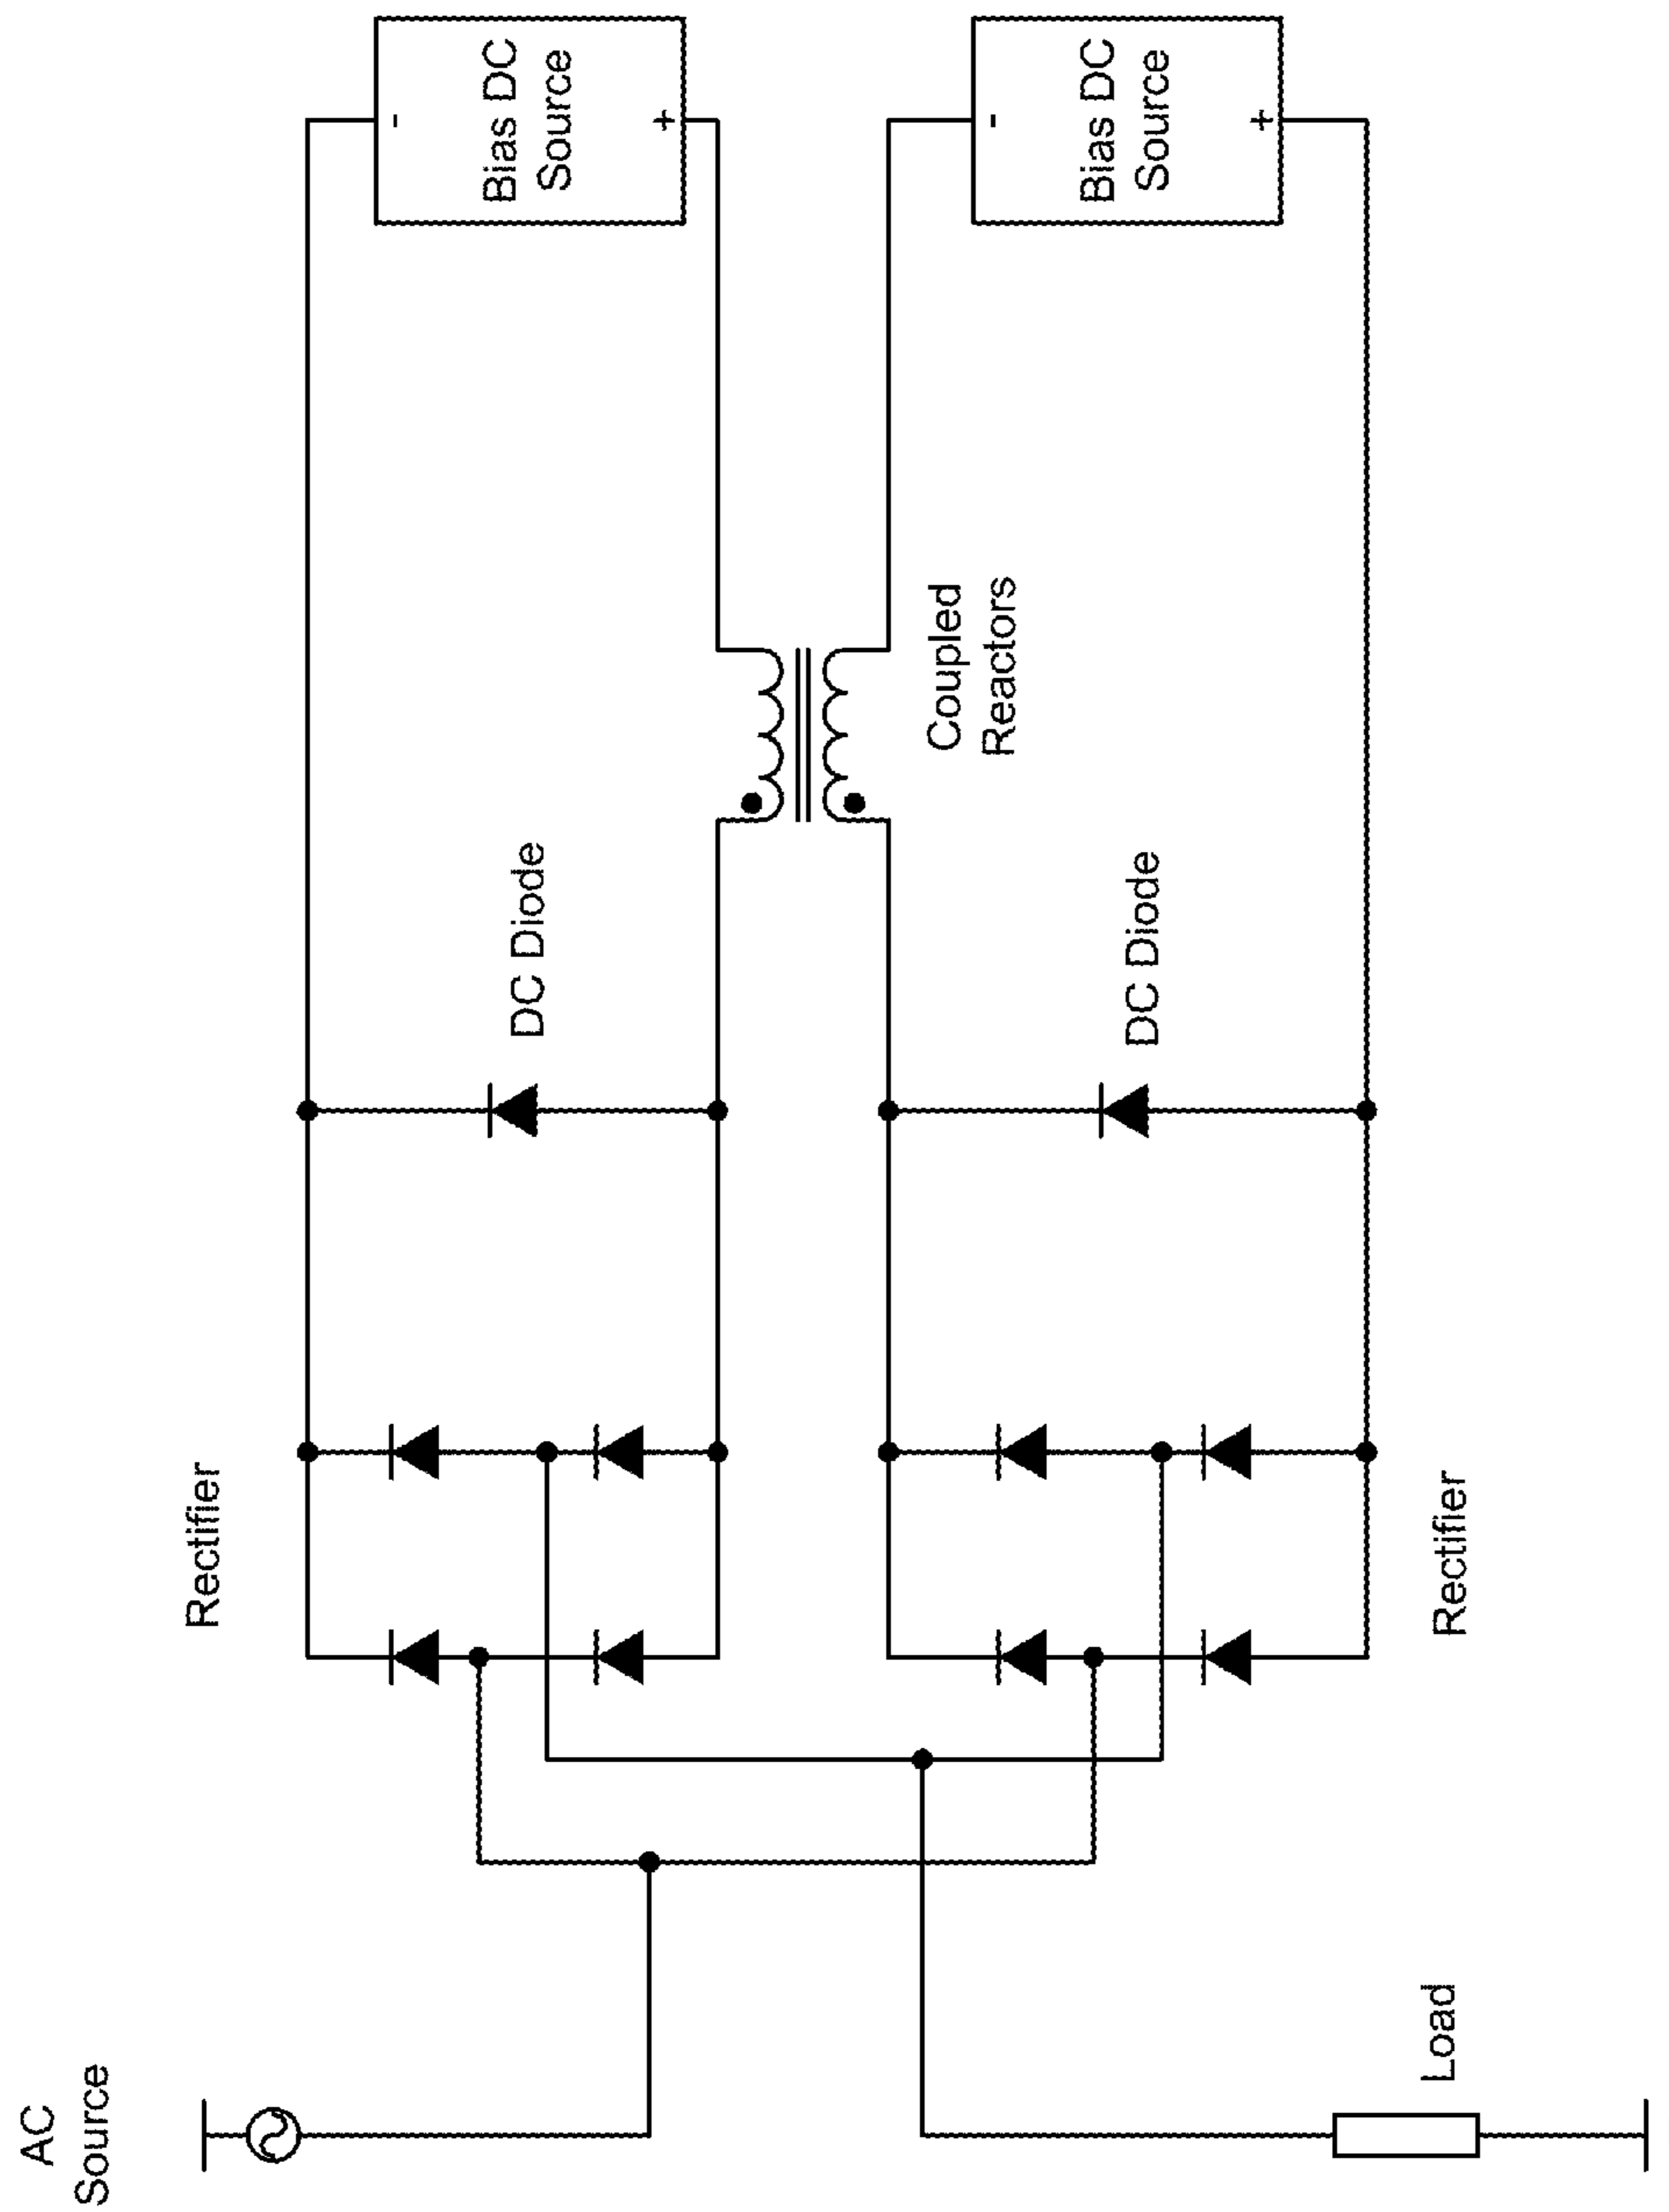 AC
Source
Load
Rectifier
Rectifier
DC Diode
DC Diode
Coupled
Reactors
-
Bias DC
Source
+
-
Bias DC
Source
+